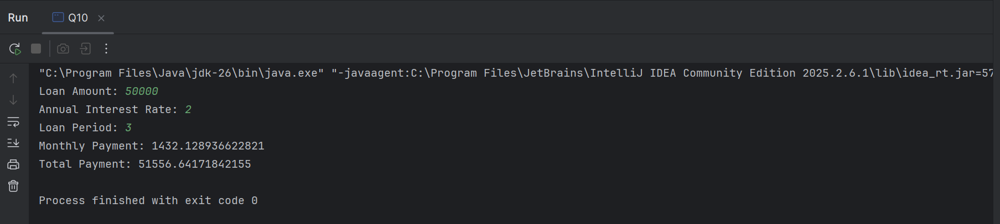 Run Q10
"C:\Program Files\Java\jdk-26\bin\java.exe" "-javaagent:C:\Program Files\JetBrains\IntelliJ IDEA Community Edition 2025.2.6.1\lib\idea_rt.jar=57
Loan Amount: 50000
Annual Interest Rate: 2
Loan Period: 3
Monthly Payment: 1432.128936622821
Total Payment: 51556.64171842155
Process finished with exit code 0